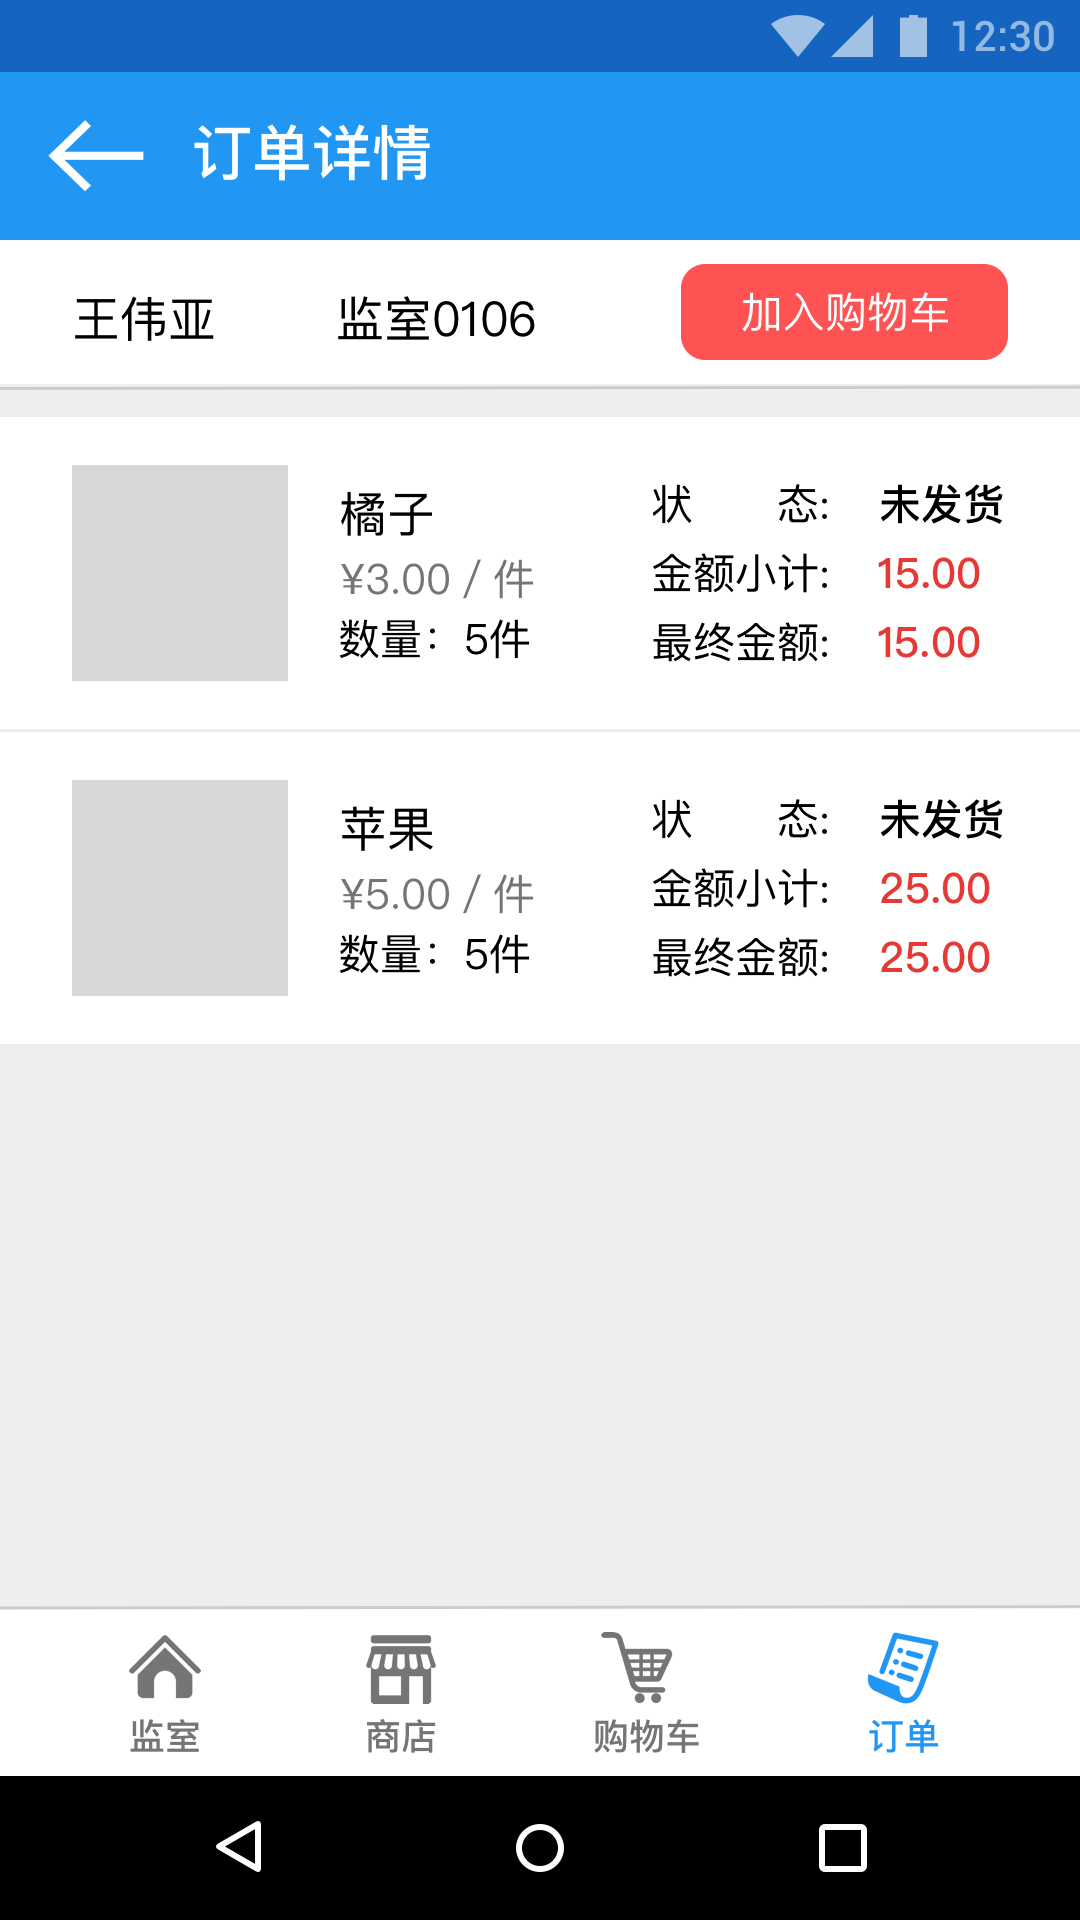 12:30
订单详情
王伟亚 监室0106 加入购物车
橘子
¥3.00 / 件
数量：5件
状 态: 未发货
金额小计: 15.00
最终金额: 15.00
苹果
¥5.00 / 件
数量：5件
状 态: 未发货
金额小计: 25.00
最终金额: 25.00
监室 商店 购物车 订单